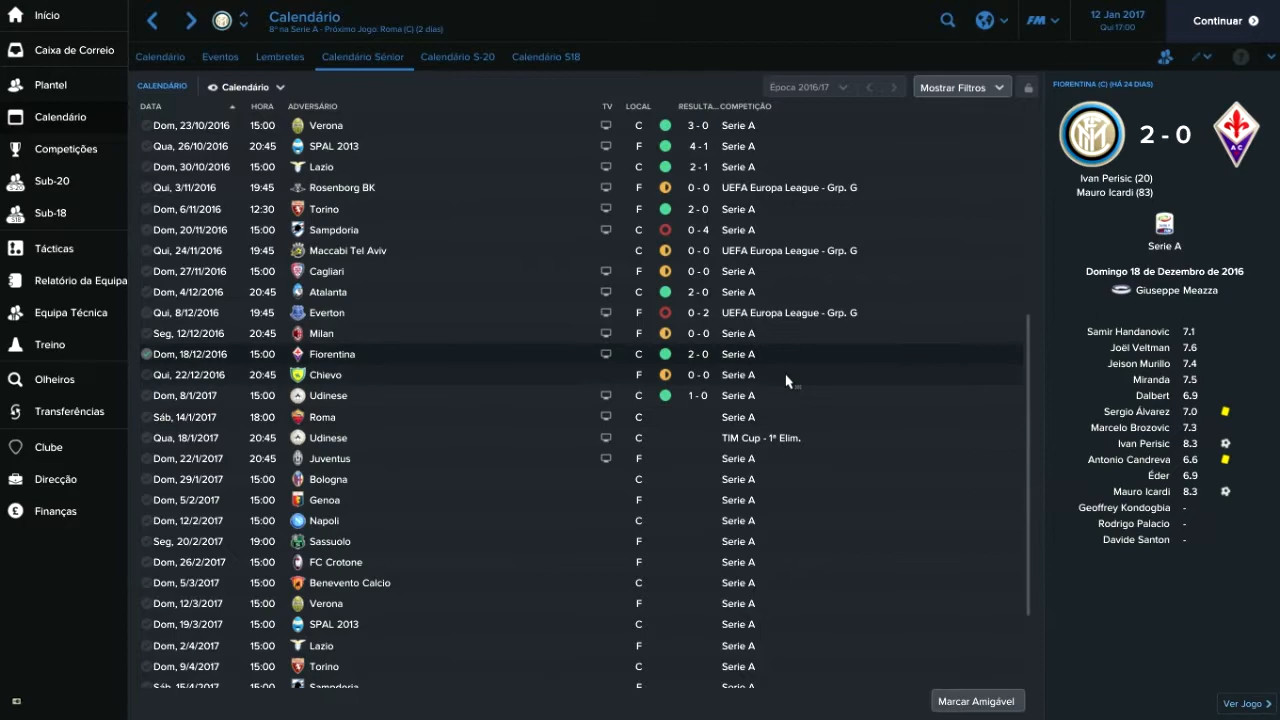 Início
Caixa de Correio
Plantel
Calendário
Competições
S-20
Sub-20
S18
Sub-18
Tácticas
Relatório da Equipa
Equipa Técnica
Treino
Olheiros
Transferências
Clube
Direcção
Finanças
Calendário
8º na Serie A - Próximo Jogo: Roma (C) (2 dias)
FM
12 Jan 2017
Qui 17:00
Continuar
Calendário Eventos Lembretes Calendário Sénior Calendário S-20 Calendário S18
CALENDÁRIO Calendário Época 2016/17 Mostrar Filtros
DATA HORA ADVERSÁRIO TV LOCAL RESULTA... COMPETIÇÃO
Dom, 23/10/2016 15:00 Verona C 3 - 0 Serie A
Qua, 26/10/2016 20:45 SPAL 2013 F 4 - 1 Serie A
Dom, 30/10/2016 15:00 Lazio C 2 - 1 Serie A
Qui, 3/11/2016 19:45 Rosenborg BK F 0 - 0 UEFA Europa League - Grp. G
Dom, 6/11/2016 12:30 Torino F 2 - 0 Serie A
Dom, 20/11/2016 15:00 Sampdoria C 0 - 4 Serie A
Qui, 24/11/2016 19:45 Maccabi Tel Aviv C 0 - 0 UEFA Europa League - Grp. G
Dom, 27/11/2016 15:00 Cagliari F 0 - 0 Serie A
Dom, 4/12/2016 20:45 Atalanta C 2 - 0 Serie A
Qui, 8/12/2016 19:45 Everton F 0 - 2 UEFA Europa League - Grp. G
Seg, 12/12/2016 20:45 Milan F 0 - 0 Serie A
Dom, 18/12/2016 15:00 Fiorentina C 2 - 0 Serie A
Qui, 22/12/2016 20:45 Chievo F 0 - 0 Serie A
Dom, 8/1/2017 15:00 Udinese C 1 - 0 Serie A
Sáb, 14/1/2017 18:00 Roma C Serie A
Qua, 18/1/2017 20:45 Udinese C TIM Cup - 1ª Elim.
Dom, 22/1/2017 20:45 Juventus F Serie A
Dom, 29/1/2017 15:00 Bologna C Serie A
Dom, 5/2/2017 15:00 Genoa F Serie A
Dom, 12/2/2017 15:00 Napoli C Serie A
Seg, 20/2/2017 19:00 Sassuolo F Serie A
Dom, 26/2/2017 15:00 FC Crotone F Serie A
Dom, 5/3/2017 15:00 Benevento Calcio C Serie A
Dom, 12/3/2017 15:00 Verona F Serie A
Dom, 19/3/2017 15:00 SPAL 2013 C Serie A
Dom, 2/4/2017 15:00 Lazio F Serie A
Dom, 9/4/2017 15:00 Torino C Serie A
Sáb, 15/4/2017 15:00 Sampdoria F Serie A
Marcar Amigável
FIORENTINA (C) (HÁ 24 DIAS)
2 - 0
A C
Ivan Perisic (20)
Mauro Icardi (83)
Serie A
Domingo 18 de Dezembro de 2016
Giuseppe Meazza
Samir Handanovic 7.1
Joël Veltman 7.6
Jeison Murillo 7.4
Miranda 7.5
Dalbert 6.9
Sergio Álvarez 7.0
Marcelo Brozovic 7.3
Ivan Perisic 8.3
Antonio Candreva 6.6
Éder 6.9
Mauro Icardi 8.3
Geoffrey Kondogbia -
Rodrigo Palacio -
Davide Santon -
Ver Jogo